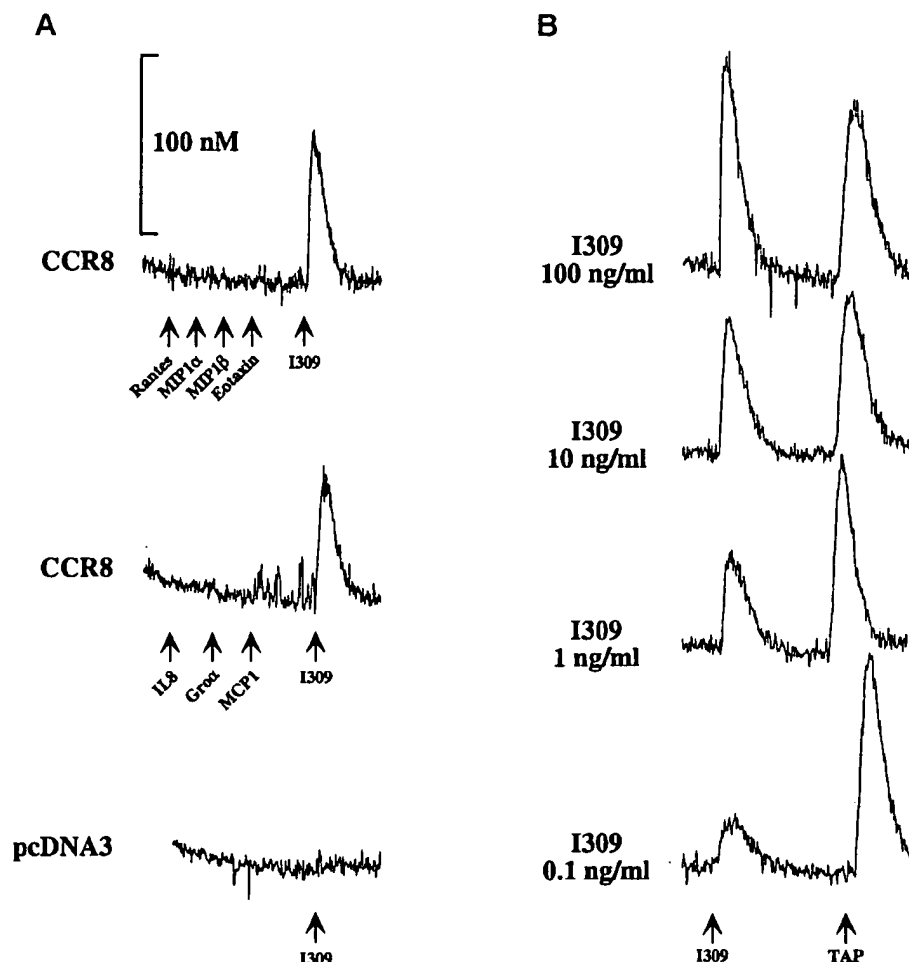 A
100 nM
CCR8
Rantes
MIP1α
MIP1β
Eotaxin
I309
CCR8
IL8
Groα
MCP1
I309
pcDNA3
I309
B
I309
100 ng/ml
I309
10 ng/ml
I309
1 ng/ml
I309
0.1 ng/ml
I309
TAP